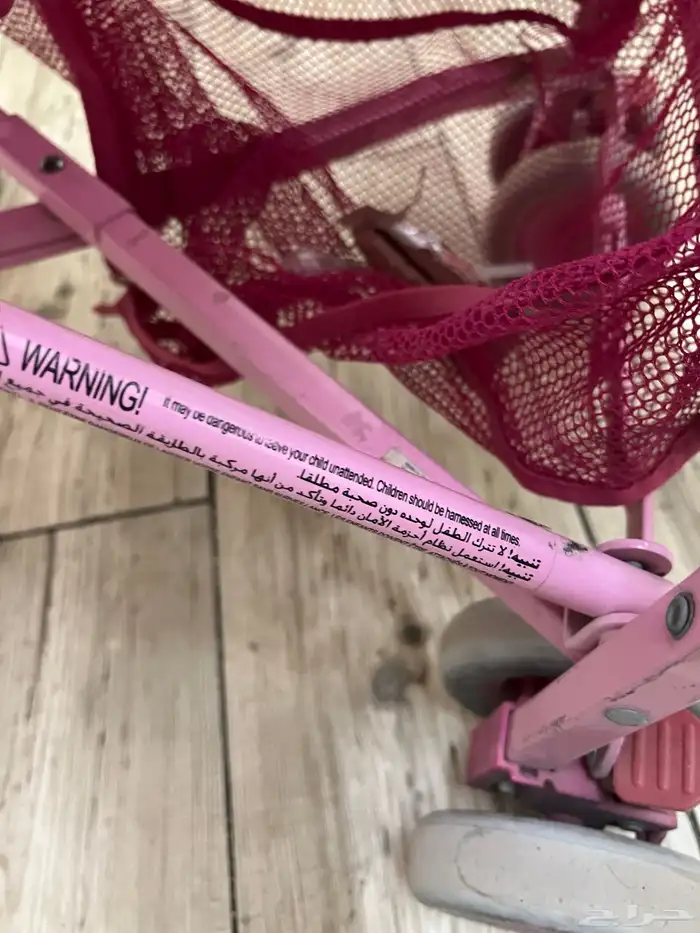 WARNING!
It may be dangerous to leave your child unattended. Children should be harnessed at all times.
تنبيه! لا تترك الطفل لوحده دون صحبة مطلقا.
تنبيه! استعمل نظام أحزمة الأمان دائما وتأكد من أنها مركبة بالطريقة الصحيحة في جميع
حراج